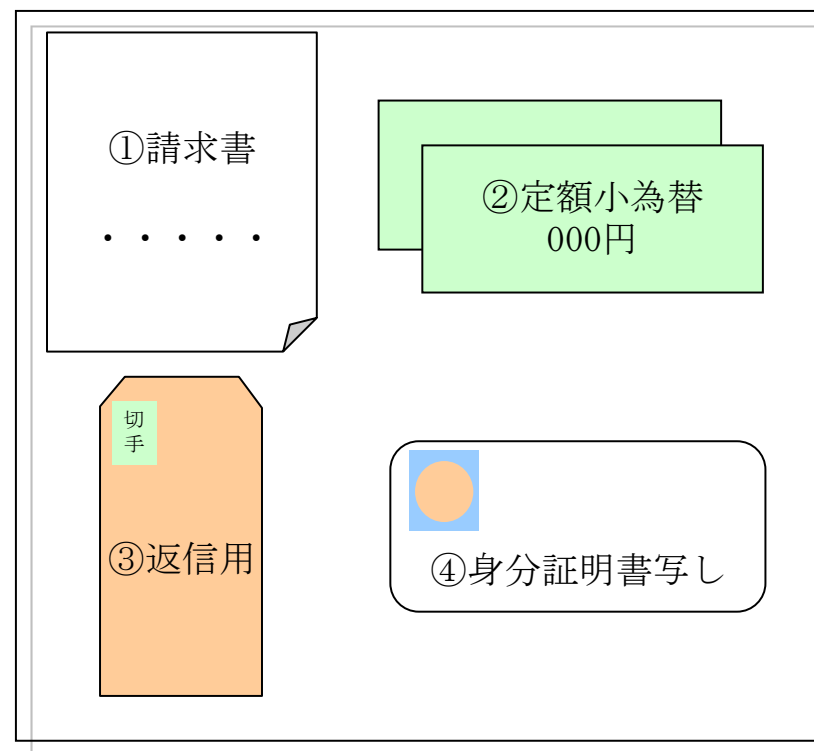 ①請求書
・・・・・
②定額小為替
000円
切手
③返信用
④身分証明書写し